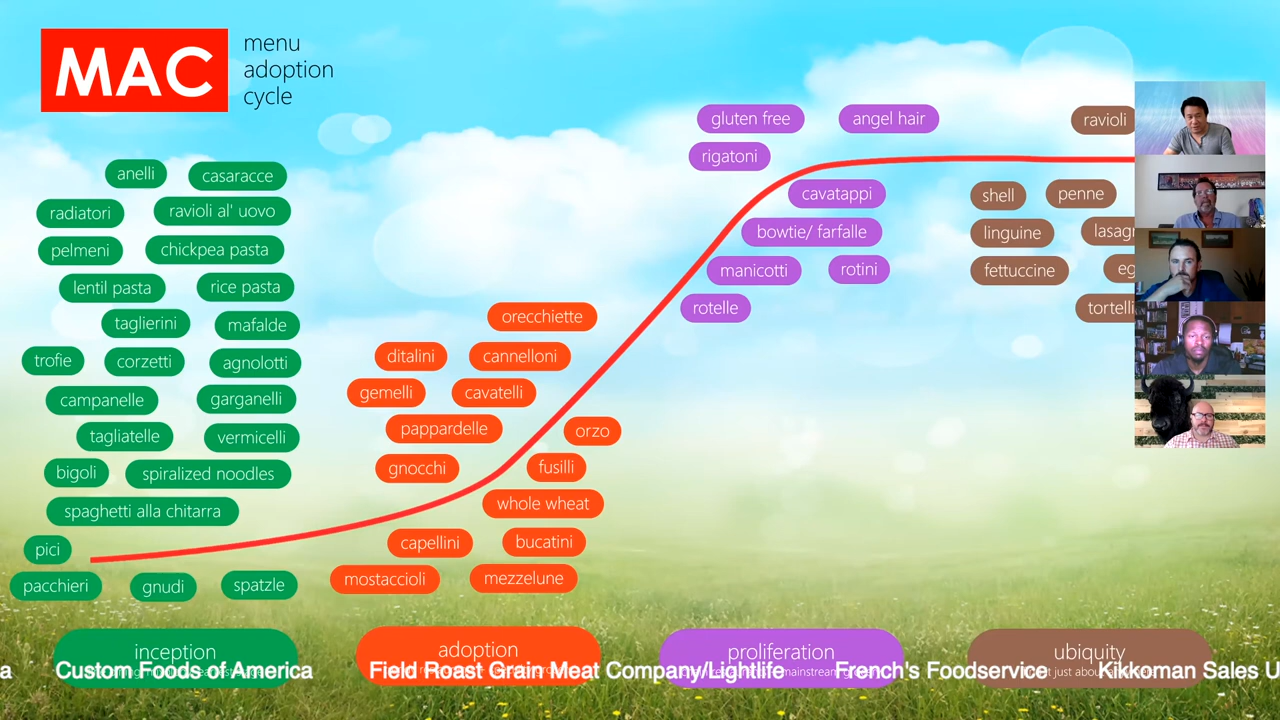 MAC
menu
adoption
cycle
anelli
casaracce
radiatori
ravioli al' uovo
pelmeni
chickpea pasta
lentil pasta
rice pasta
taglierini
mafalde
trofie
corzetti
agnolotti
campanelle
garganelli
tagliatelle
vermicelli
bigoli
spiralized noodles
spaghetti alla chitarra
pici
pacchieri
gnudi
spatzle
orecchiette
ditalini
cannelloni
gemelli
cavatelli
pappardelle
orzo
gnocchi
fusilli
whole wheat
capellini
bucatini
mostaccioli
mezzelune
gluten free
angel hair
rigatoni
cavatappi
bowtie/ farfalle
manicotti
rotini
rotelle
ravioli
shell
penne
linguine
lasagn
fettuccine
eg
tortelli
inception
adoption
proliferation
ubiquity
a Custom Foods of America Field Roast Grain Meat Company/Lightlife French's Foodservice Kikkoman Sales U